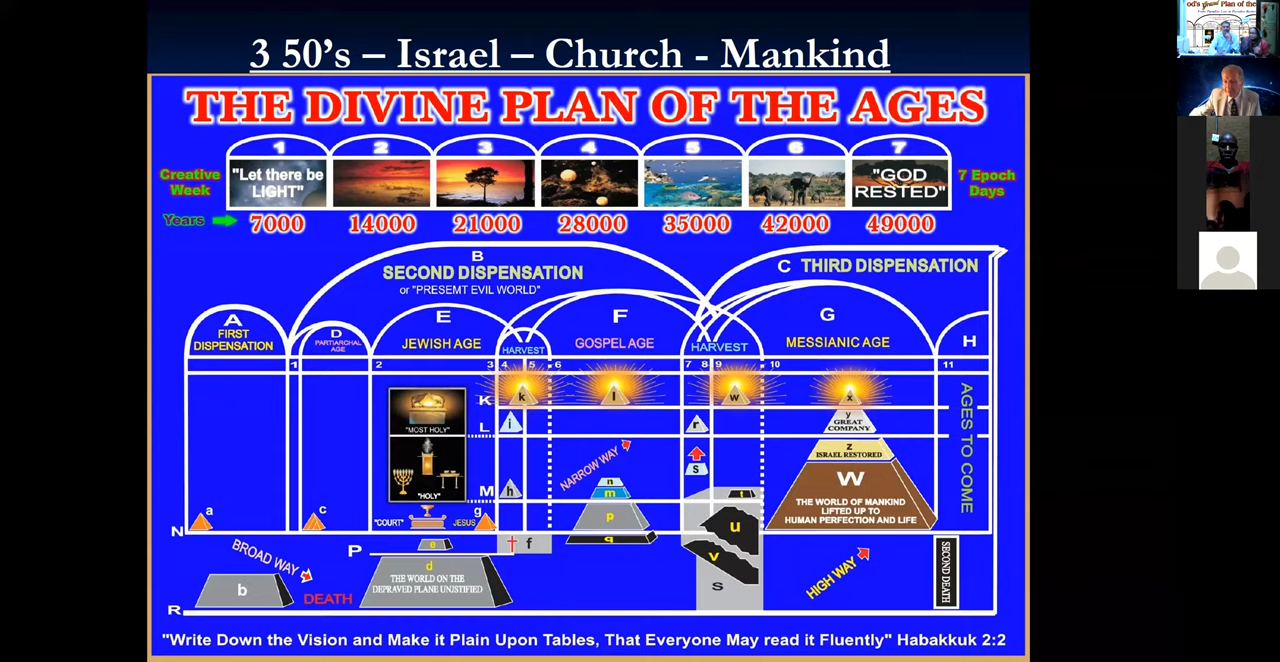 3 50's – Israel – Church - Mankind
THE DIVINE PLAN OF THE AGES
1 2 3 4 5 6 7
Creative Week
"Let there be LIGHT"
"GOD RESTED"
7 Epoch Days
Years
7000 14000 21000 28000 35000 42000 49000
B
SECOND DISPENSATION
or "PRESEMT EVIL WORLD"
C THIRD DISPENSATION
A
FIRST DISPENSATION
D
PARTIARCHAL AGE
E
JEWISH AGE
HARVEST
F
GOSPEL AGE
HARVEST
G
MESSIANIC AGE
H
1 2 3 4 5 6 7 8 9 10 11
K
k l w x
"MOST HOLY"
L
i r
y
GREAT COMPANY
AGES TO COME
NARROW WAY
s
z
ISRAEL RESTORED
"HOLY"
M
h
n
m
t
W
THE WORLD OF MANKIND
LIFTED UP TO
HUMAN PERFECTION AND LIFE
N
a c
"COURT"
JESUS
g
p
u
q
P
e
f
BROAD WAY
b
DEATH
d
THE WORLD ON THE
DEPRAVED PLANE UNJSTIFIED
v
S
HIGH WAY
SECOND DEATH
R
"Write Down the Vision and Make it Plain Upon Tables, That Everyone May read it Fluently" Habakkuk 2:2